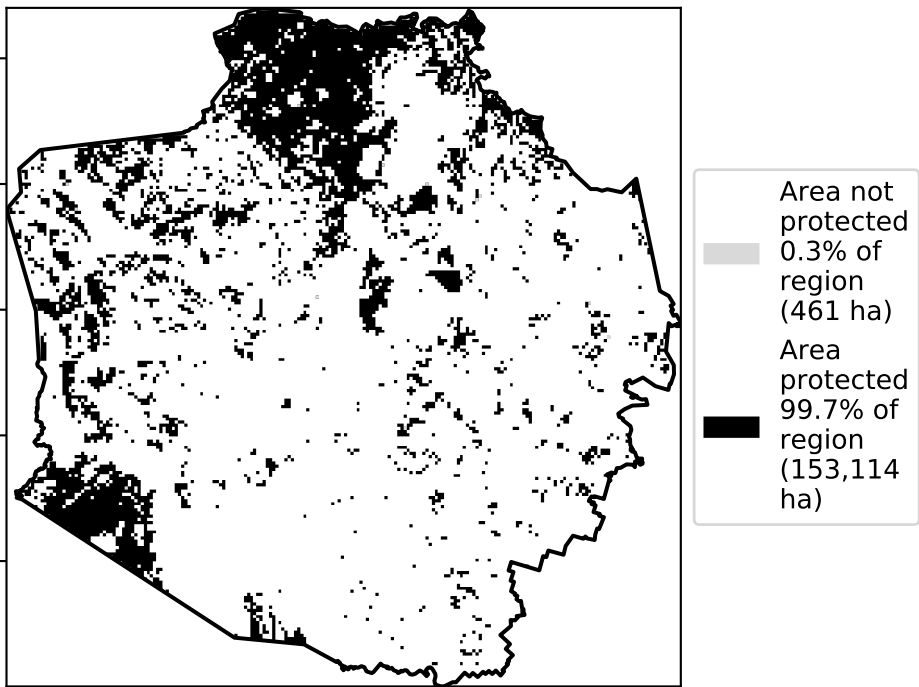 Area not
protected
0.3% of
region
(461 ha)
Area
protected
99.7% of
region
(153,114
ha)